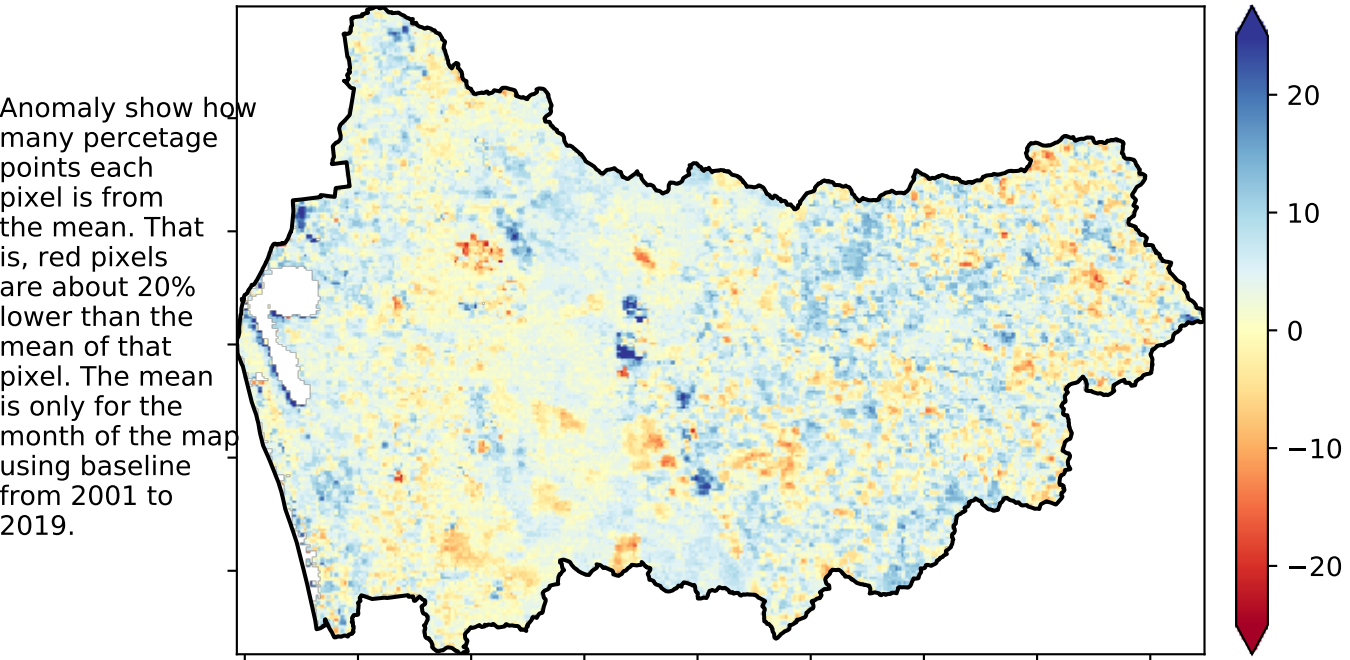 Anomaly show how
many percetage
points each
pixel is from
the mean. That
is, red pixels
are about 20%
lower than the
mean of that
pixel. The mean
is only for the
month of the map
using baseline
from 2001 to
2019.
20
10
0
−10
−20